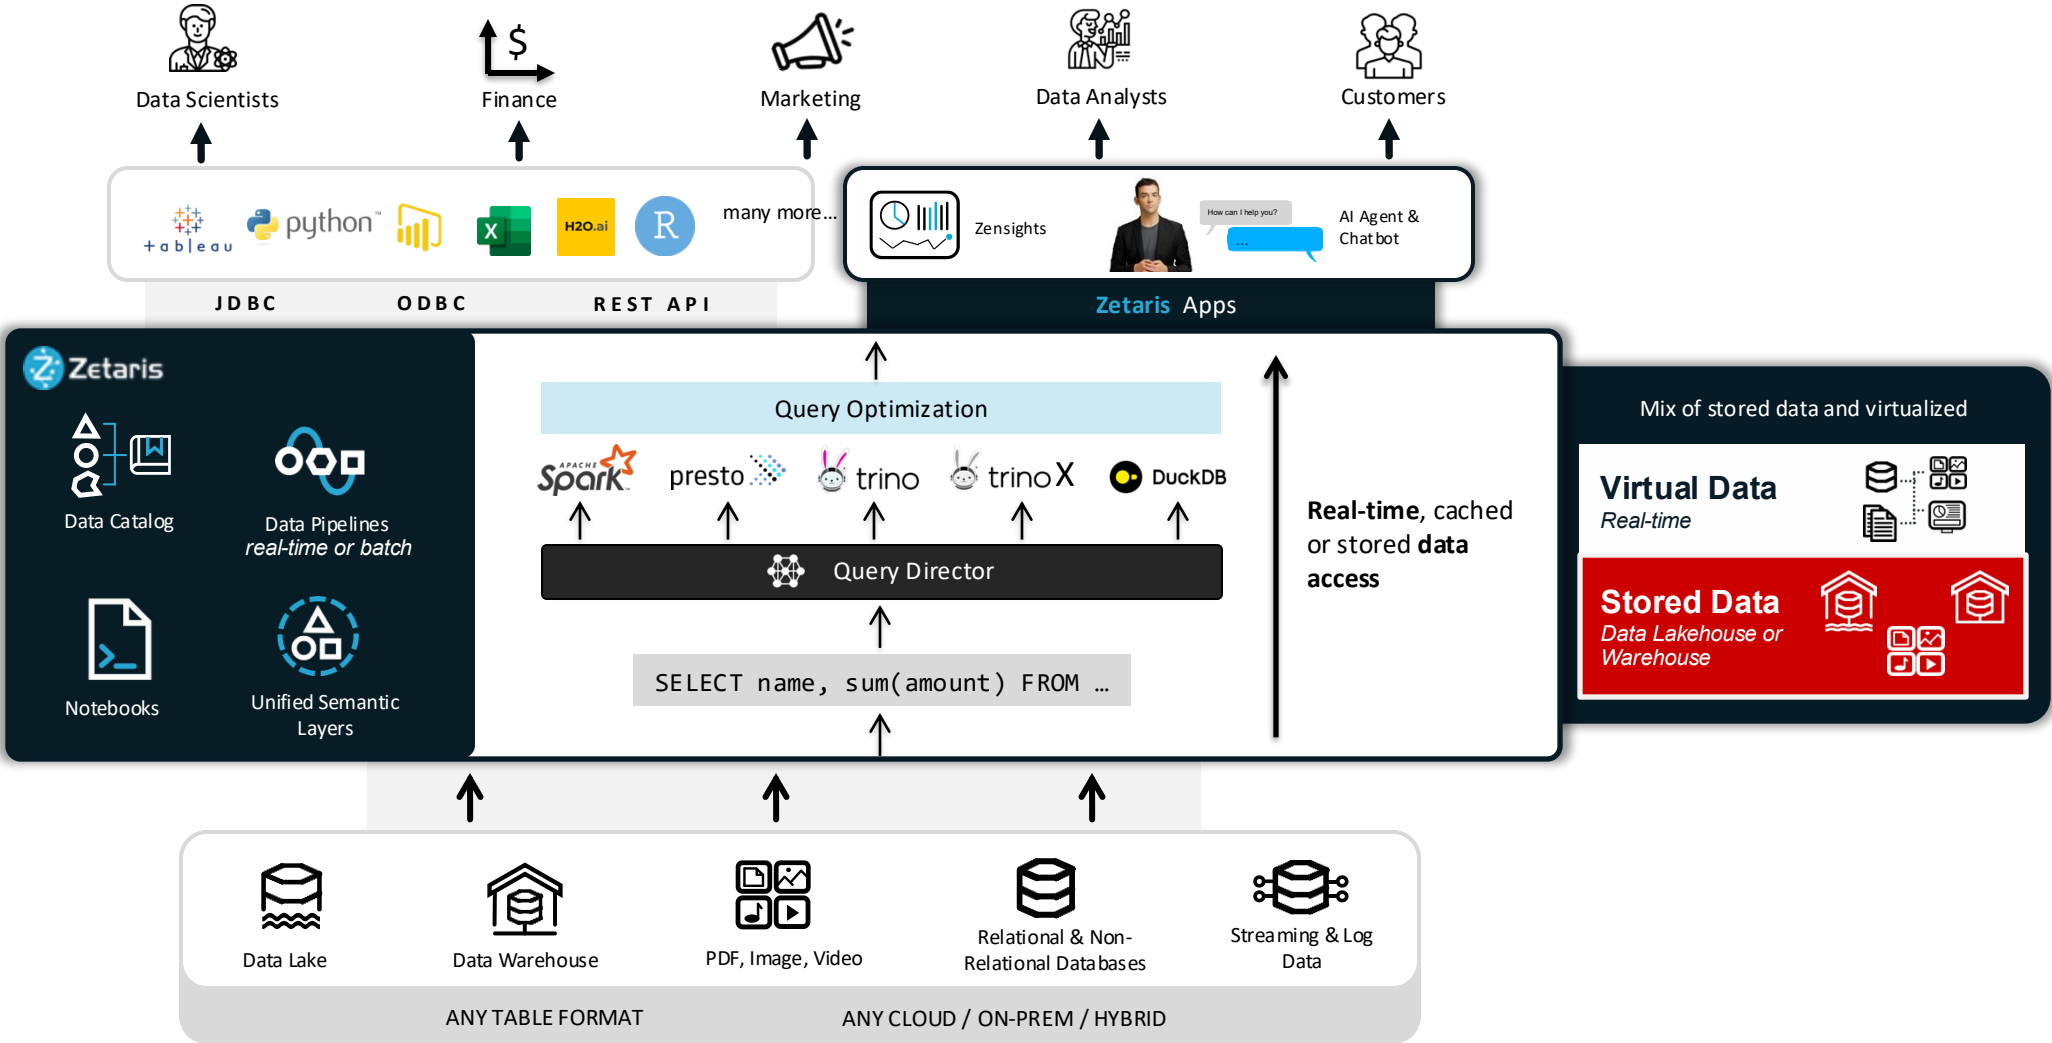 Data Scientists
$
Finance
Marketing
Data Analysts
Customers
+ a b l e a u
python™
X
H2O.ai
R
many more...
Zensights
How can I help you?
...
AI Agent &
Chatbot
JDBC
ODBC
REST API
Zetaris Apps
Z Zetaris
Data Catalog
Data Pipelines
real-time or batch
Notebooks
Unified Semantic
Layers
Query Optimization
APACHE
Spark™
presto
trino
trino X
DuckDB
Query Director
SELECT name, sum(amount) FROM …
Real-time, cached
or stored data
access
Mix of stored data and virtualized
Virtual Data
Real-time
Stored Data
Data Lakehouse or
Warehouse
Data Lake
Data Warehouse
PDF, Image, Video
Relational & Non-
Relational Databases
Streaming & Log
Data
ANY TABLE FORMAT
ANY CLOUD / ON-PREM / HYBRID